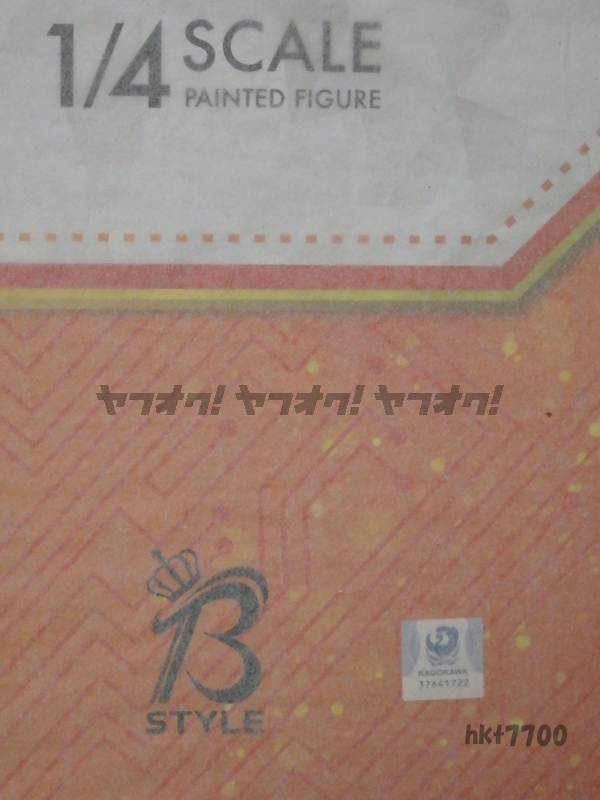 1/4 SCALE
PAINTED FIGURE
ヤフオク! ヤフオク! ヤフオク!
B
STYLE
KADOKAWA
37641722
hkt7700